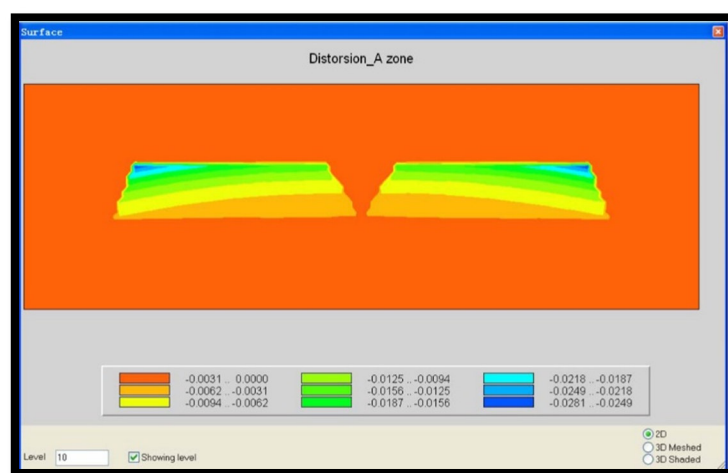 Surface
Distorsion_A zone
-0.0031 .. 0.0000 -0.0125 .. -0.0094 -0.0218 .. -0.0187
-0.0062 .. -0.0031 -0.0156 .. -0.0125 -0.0249 .. -0.0218
-0.0094 .. -0.0062 -0.0187 .. -0.0156 -0.0281 .. -0.0249
2D
3D Meshed
Level 10 Showing level 3D Shaded